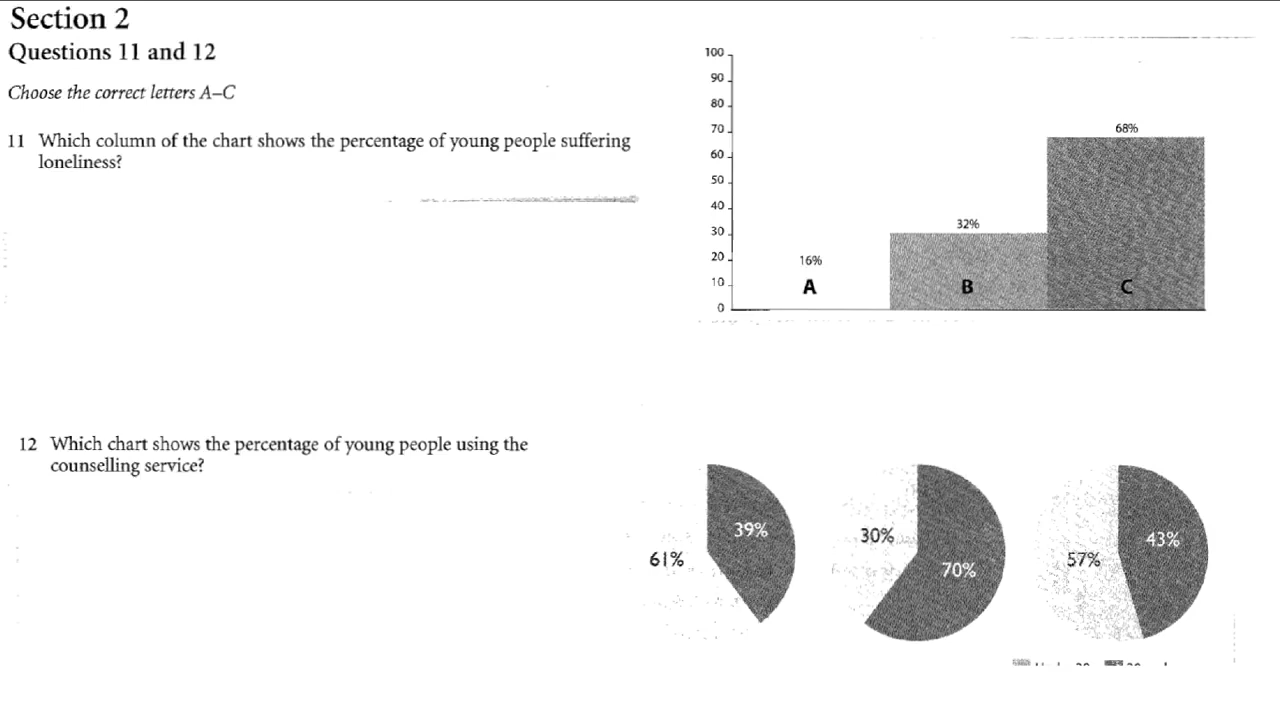 Section 2
Questions 11 and 12
Choose the correct letters A–C
11 Which column of the chart shows the percentage of young people suffering
loneliness?
100
90
80
70
60
50
40
30
20
10
0
16%
32%
68%
A
B
C
12 Which chart shows the percentage of young people using the
counselling service?
39%
61%
30%
70%
57%
43%